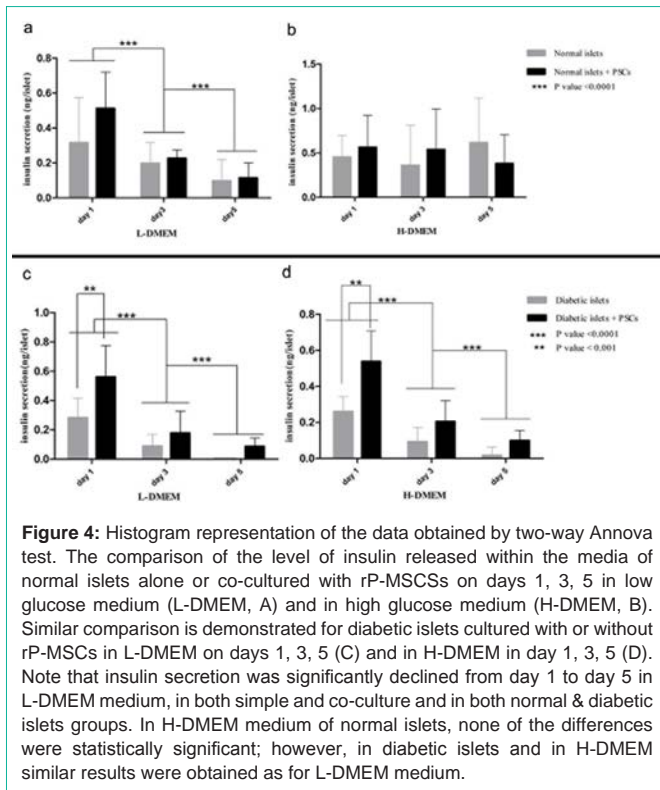 a
***
***
insulin secretion (ng/islet)
0.8
0.6
0.4
0.2
0.0
day 1
day3
day5
L-DMEM
b
insulin secretion(ng/islet)
1.5
1.0
0.5
0.0
day 1
day 3
day 5
H-DMEM
Normal islets
Normal islets + PSCs
*** P value <0.0001
c
**
***
***
insulin secretion(ng/islet)
1.0
0.8
0.6
0.4
0.2
0.0
day 1
day 3
day 5
L-DMEM
d
**
***
***
insulin secretion(ng/islet)
0.8
0.6
0.4
0.2
0.0
day 1
day 3
day 5
H-DMEM
Diabetic islets
Diabetic islets + PSCs
*** P value <0.0001
** P value < 0.001
Figure 4: Histogram representation of the data obtained by two-way Annova
test. The comparison of the level of insulin released within the media of
normal islets alone or co-cultured with rP-MSCSs on days 1, 3, 5 in low
glucose medium (L-DMEM, A) and in high glucose medium (H-DMEM, B).
Similar comparison is demonstrated for diabetic islets cultured with or without
rP-MSCs in L-DMEM on days 1, 3, 5 (C) and in H-DMEM in day 1, 3, 5 (D).
Note that insulin secretion was significantly declined from day 1 to day 5 in
L-DMEM medium, in both simple and co-culture and in both normal & diabetic
islets groups. In H-DMEM medium of normal islets, none of the differences
were statistically significant; however, in diabetic islets and in H-DMEM
similar results were obtained as for L-DMEM medium.